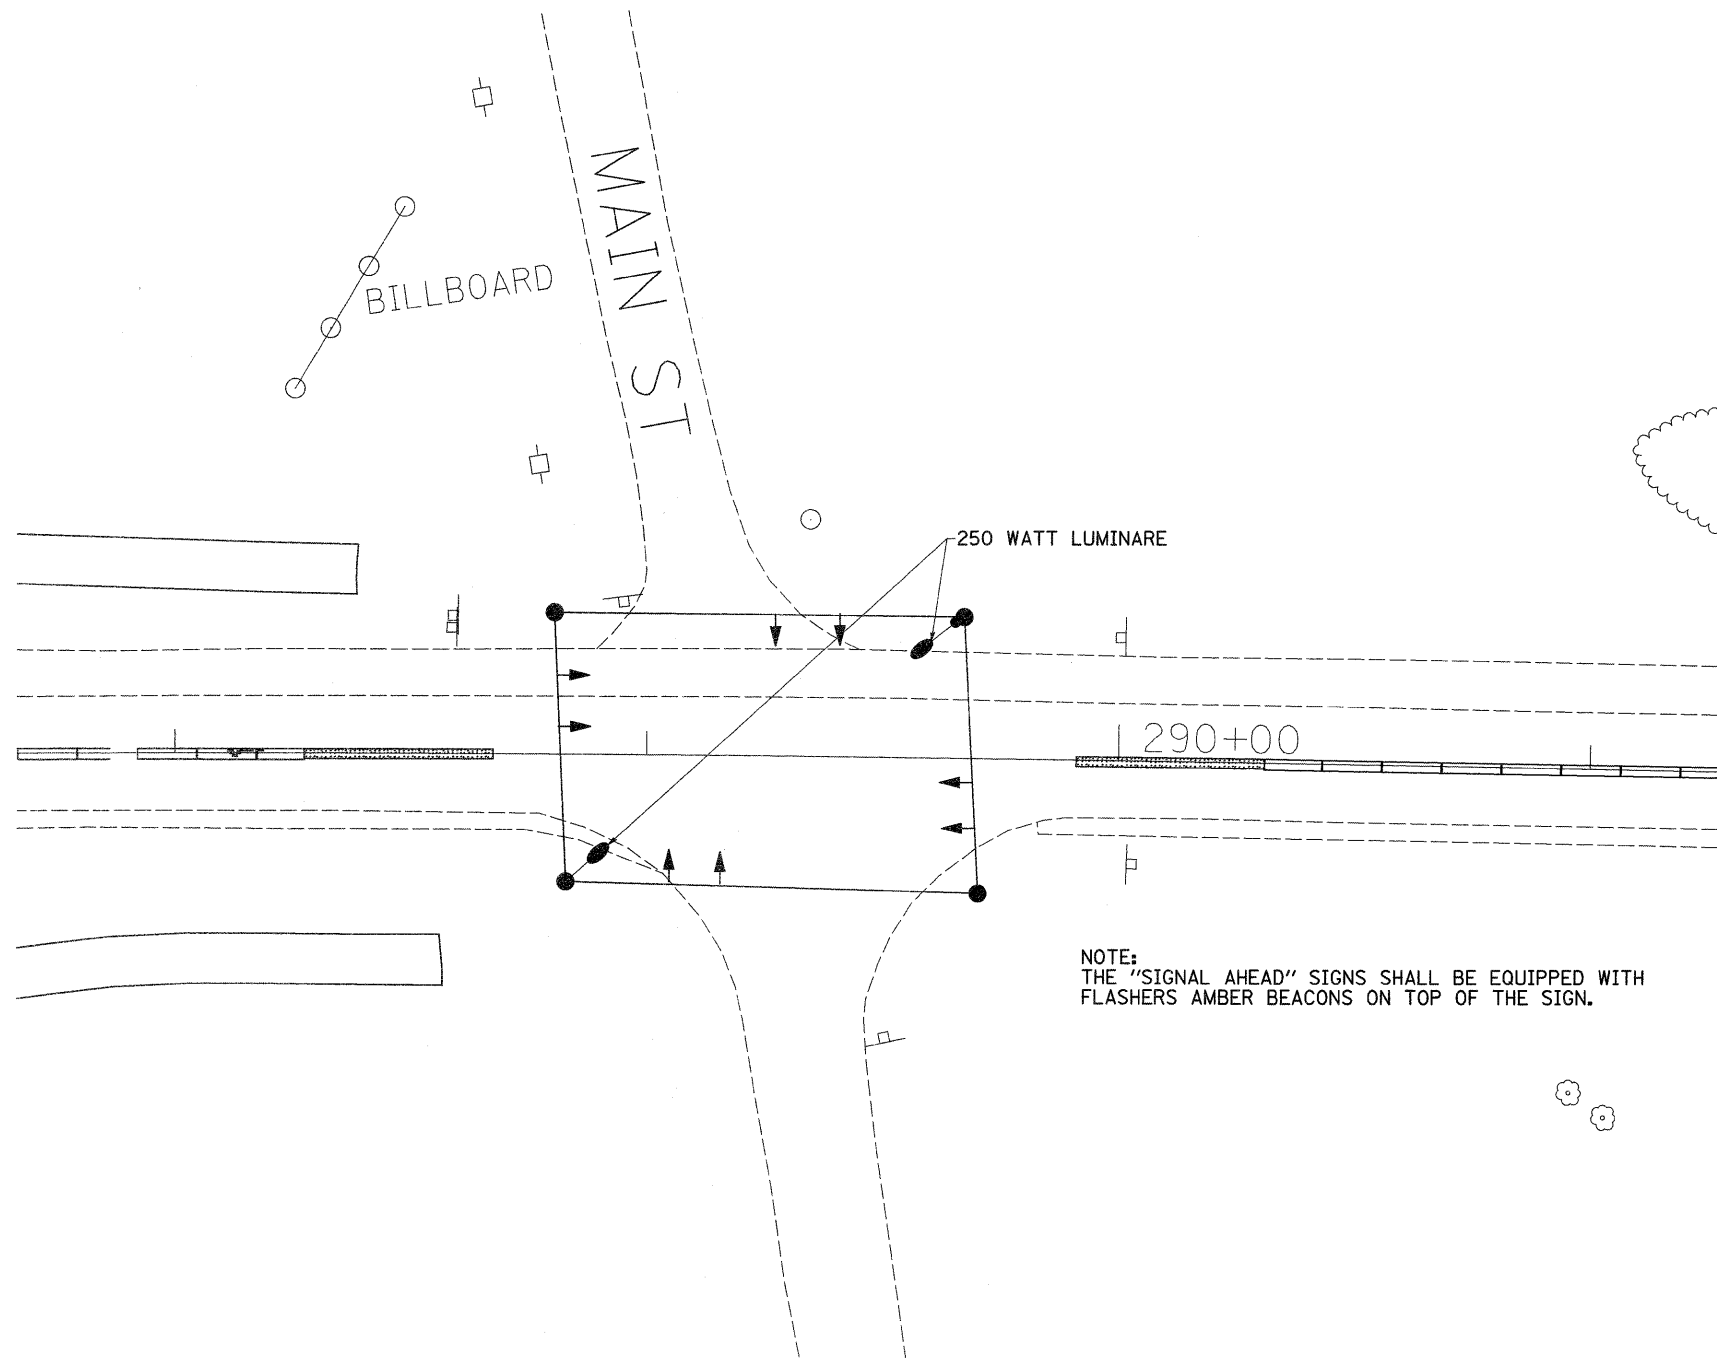 MAIN ST
BILLBOARD
250 WATT LUMINARE
290+00
NOTE:
THE "SIGNAL AHEAD" SIGNS SHALL BE EQUIPPED WITH
FLASHERS AMBER BEACONS ON TOP OF THE SIGN.